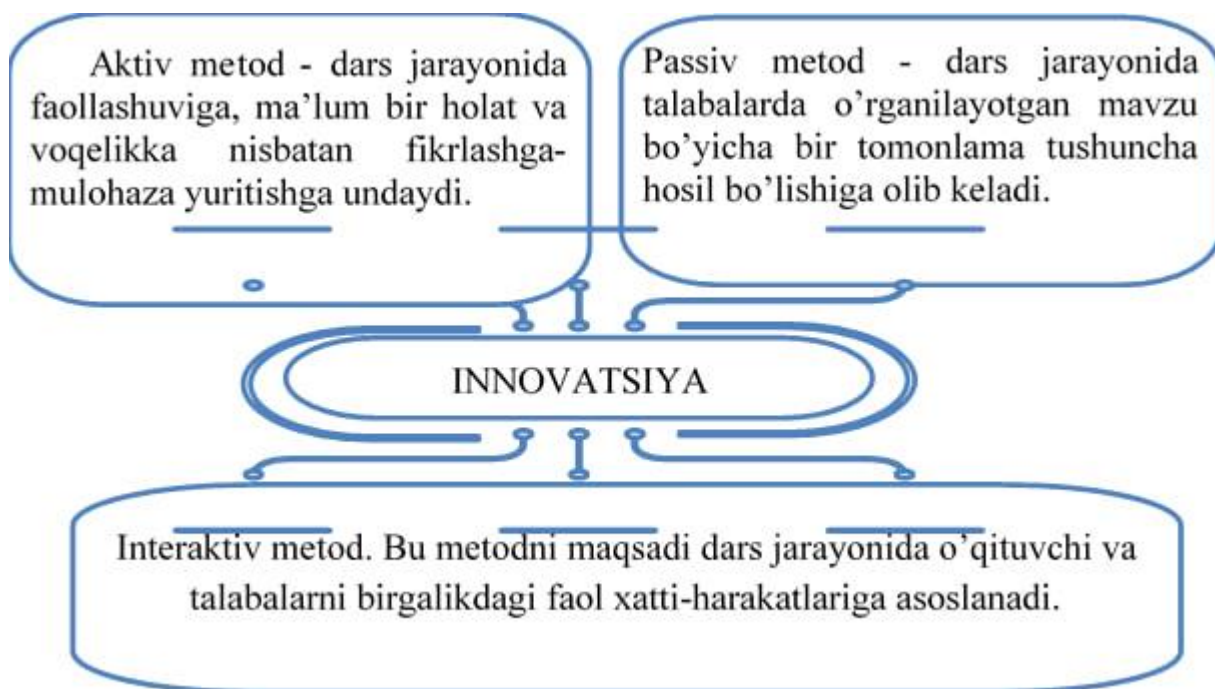 Aktiv metod - dars jarayonida
faollashuviga, ma’lum bir holat va
voqelikka nisbatan fikrlashga-
mulohaza yuritishga undaydi.
Passiv metod - dars jarayonida
talabalarda o’rganilayotgan mavzu
bo’yicha bir tomonlama tushuncha
hosil bo’lishiga olib keladi.
INNOVATSIYA
Interaktiv metod. Bu metodni maqsadi dars jarayonida o’qituvchi va
talabalarni birgalikdagi faol xatti-harakatlariga asoslanadi.